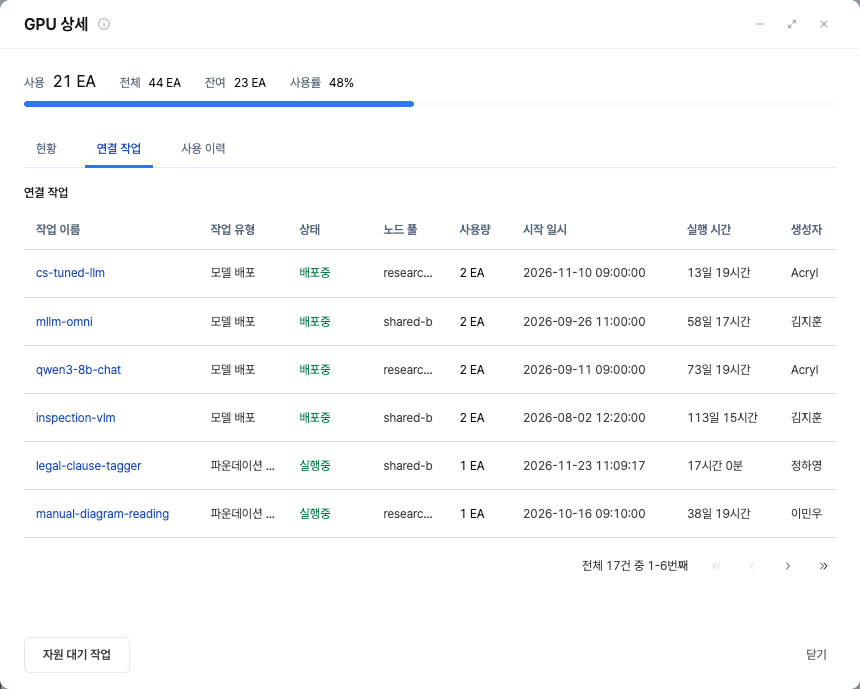 GPU 상세
사용 21 EA 전체 44 EA 잔여 23 EA 사용률 48%
현황 연결 작업 사용 이력
연결 작업
작업 이름 작업 유형 상태 노드 풀 사용량 시작 일시 실행 시간 생성자
cs-tuned-llm 모델 배포 배포중 researc... 2 EA 2026-11-10 09:00:00 13일 19시간 Acryl
mllm-omni 모델 배포 배포중 shared-b 2 EA 2026-09-26 11:00:00 58일 17시간 김지훈
qwen3-8b-chat 모델 배포 배포중 researc... 2 EA 2026-09-11 09:00:00 73일 19시간 Acryl
inspection-vlm 모델 배포 배포중 shared-b 2 EA 2026-08-02 12:20:00 113일 15시간 김지훈
legal-clause-tagger 파운데이션 ... 실행중 shared-b 1 EA 2026-11-23 11:09:17 17시간 0분 정하영
manual-diagram-reading 파운데이션 ... 실행중 researc... 1 EA 2026-10-16 09:10:00 38일 19시간 이민우
전체 17건 중 1-6번째
자원 대기 작업 닫기